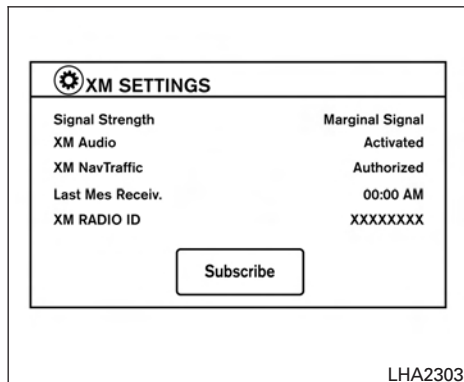 XM SETTINGS
Signal Strength Marginal Signal
XM Audio Activated
XM NavTraffic Authorized
Last Mes Receiv. 00:00 AM
XM RADIO ID XXXXXXXX
Subscribe
LHA2303